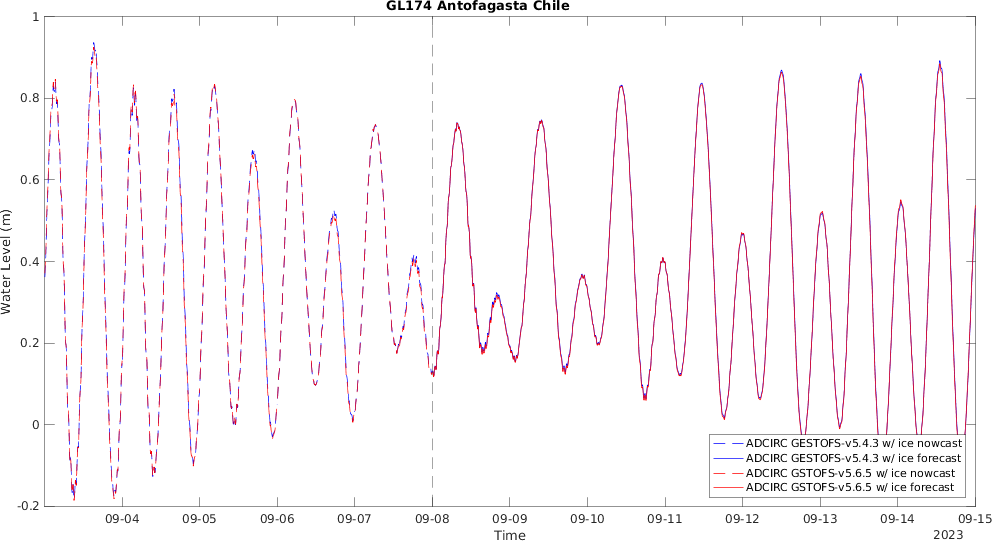 GL174 Antofagasta Chile
1
0.8
0.6
0.4
0.2
0
-0.2
Water Level (m)
ADCIRC GESTOFS-v5.4.3 w/ ice nowcast
ADCIRC GESTOFS-v5.4.3 w/ ice forecast
ADCIRC GSTOFS-v5.6.5 w/ ice nowcast
ADCIRC GSTOFS-v5.6.5 w/ ice forecast
09-04 09-05 09-06 09-07 09-08 09-09 09-10 09-11 09-12 09-13 09-14 09-15
Time
2023